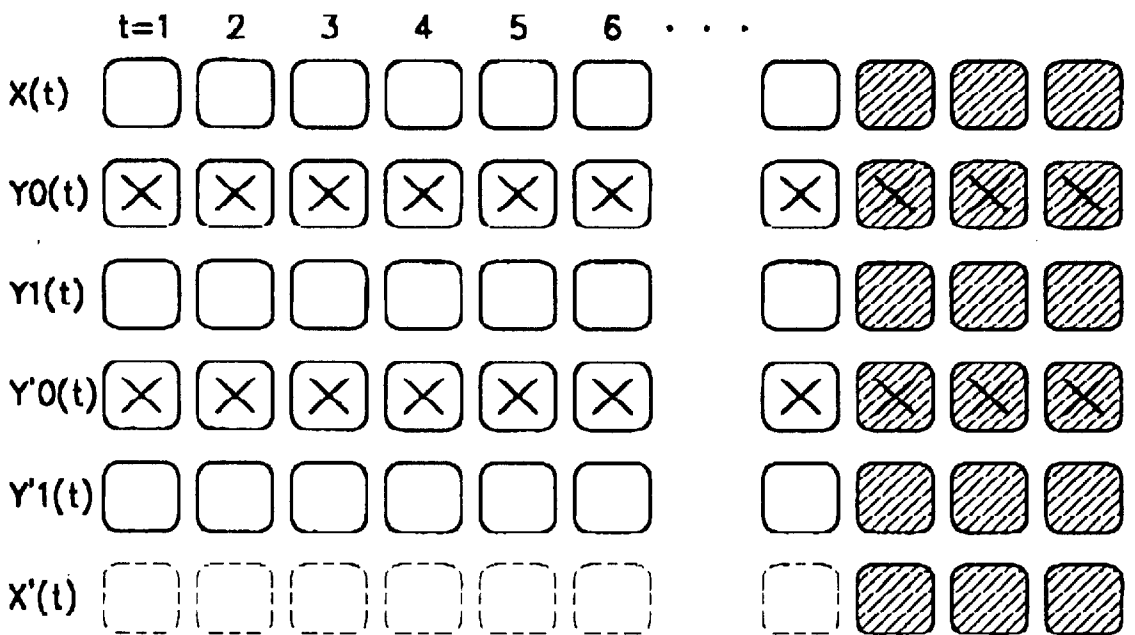 t=1 2 3 4 5 6 . . .
X(t)
Y0(t)
Y1(t)
Y'0(t)
Y'1(t)
X'(t)